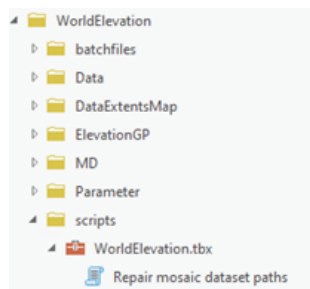 WorldElevation
batchfiles
Data
DataExtentsMap
ElevationGP
MD
Parameter
scripts
WorldElevation.tbx
Repair mosaic dataset paths